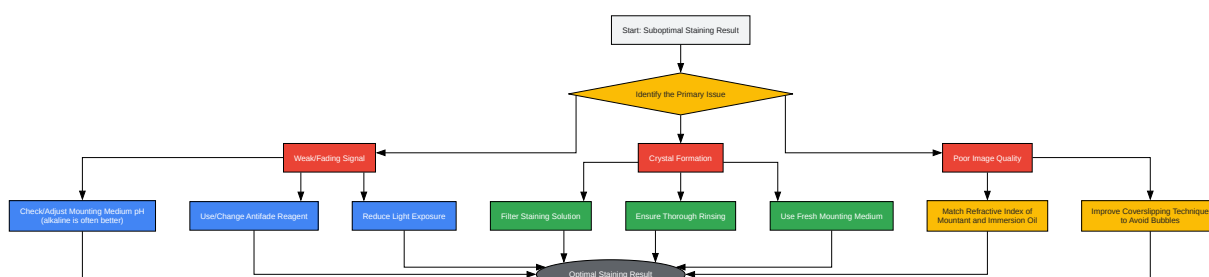 Start: Suboptimal Staining Result
Identify the Primary Issue
Weak/Fading Signal
Crystal Formation
Poor Image Quality
Check/Adjust Mounting Medium pH
(alkaline is often better)
Use/Change Antifade Reagent
Reduce Light Exposure
Filter Staining Solution
Ensure Thorough Rinsing
Use Fresh Mounting Medium
Match Refractive Index of
Mountant and Immersion Oil
Improve Coverslipping Technique
to Avoid Bubbles
Optimal Staining Result